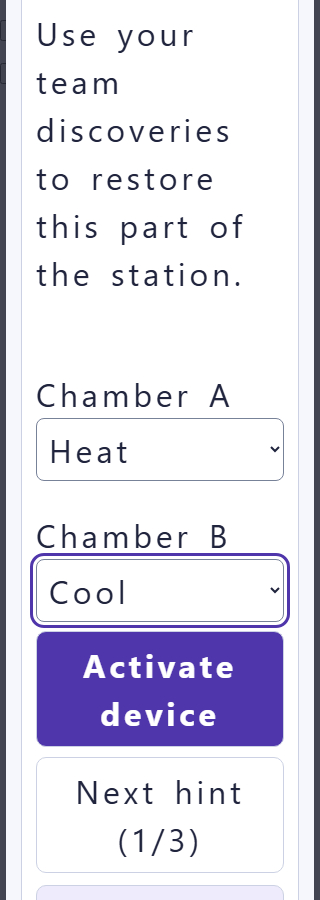 Use your
team
discoveries
to restore
this part of
the station.
Chamber A
Heat
Chamber B
Cool
Activate
device
Next hint
(1/3)